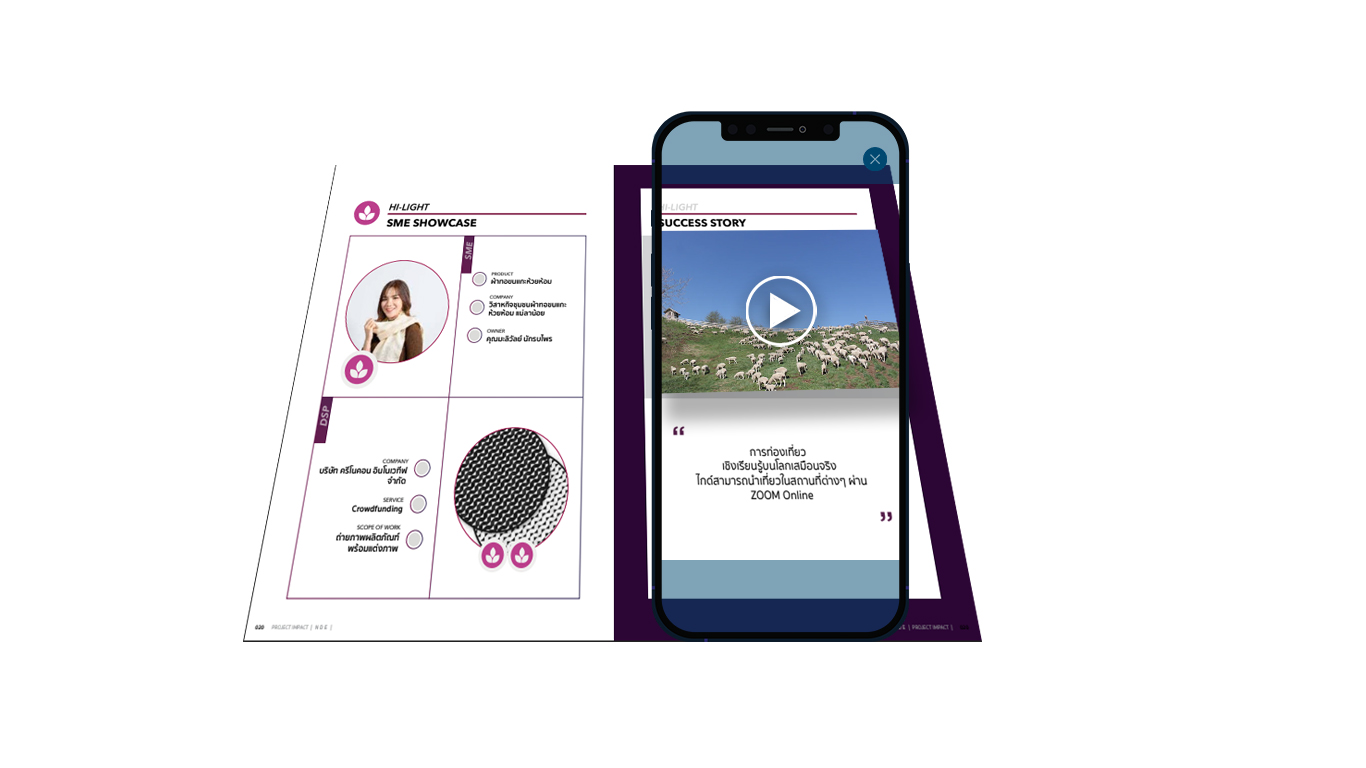 HI-LIGHT
SME SHOWCASE
SME
PRODUCT
ผ้าทอขนแกะห้วยห้อม
COMPANY
วิสาหกิจชุมชนผ้าทอขนแกะ
ห้วยห้อม แม่ลาน้อย
OWNER
คุณมะลิวัลย์ นักรบไพร
DSP
COMPANY
บริษัท ครีโนคอน อินโนเวทีฟ
จำกัด
SERVICE
Crowdfunding
SCOPE OF WORK
ถ่ายภาพผลิตภัณฑ์
พร้อมแต่งภาพ
020 PROJECT IMPACT | N D E |
HI-LIGHT
SUCCESS STORY
“
การท่องเที่ยว
เชิงเรียนรู้บนโลกเสมือนจริง
ไกด์สามารถนำเที่ยวในสถานที่ต่างๆ ผ่าน
ZOOM Online
”
| PROJECT IMPACT |